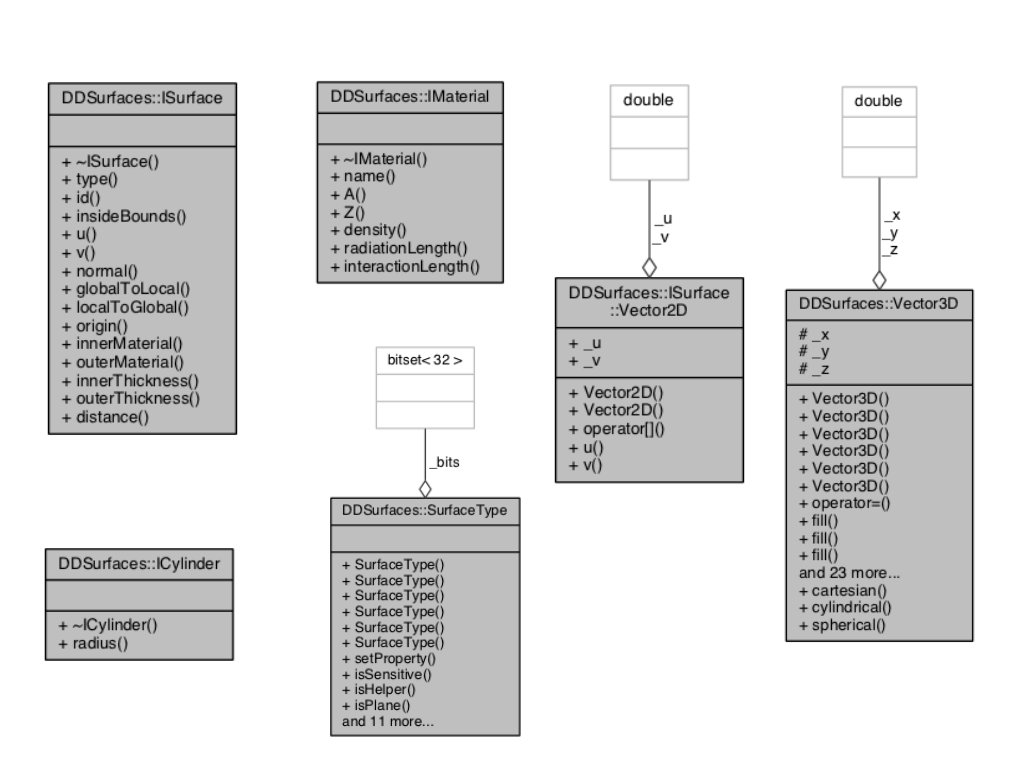 DDSurfaces::ISurface
+ ~ISurface()
+ type()
+ id()
+ insideBounds()
+ u()
+ v()
+ normal()
+ globalToLocal()
+ localToGlobal()
+ origin()
+ innerMaterial()
+ outerMaterial()
+ innerThickness()
+ outerThickness()
+ distance()
DDSurfaces::IMaterial
+ ~IMaterial()
+ name()
+ A()
+ Z()
+ density()
+ radiationLength()
+ interactionLength()
double
_u
_v
DDSurfaces::ISurface
::Vector2D
+ _u
+ _v
+ Vector2D()
+ Vector2D()
+ operator[]()
+ u()
+ v()
double
_x
_y
_z
DDSurfaces::Vector3D
# _x
# _y
# _z
+ Vector3D()
+ Vector3D()
+ Vector3D()
+ Vector3D()
+ Vector3D()
+ Vector3D()
+ operator=()
+ fill()
+ fill()
+ fill()
and 23 more...
+ cartesian()
+ cylindrical()
+ spherical()
bitset< 32 >
_bits
DDSurfaces::SurfaceType
+ SurfaceType()
+ SurfaceType()
+ SurfaceType()
+ SurfaceType()
+ SurfaceType()
+ SurfaceType()
+ setProperty()
+ isSensitive()
+ isHelper()
+ isPlane()
and 11 more...
DDSurfaces::ICylinder
+ ~ICylinder()
+ radius()